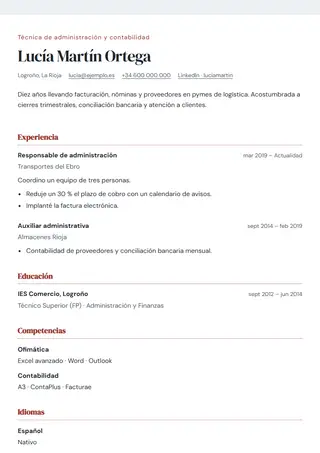 Técnica de administración y contabilidad
Lucía Martín Ortega
Logroño, La Rioja lucia@ejemplo.es +34 600 000 000 LinkedIn · luciamartin
Diez años llevando facturación, nóminas y proveedores en pymes de logística. Acostumbrada a
cierres trimestrales, conciliación bancaria y atención a clientes.
Experiencia
Responsable de administración mar 2019 – Actualidad
Transportes del Ebro
Coordino un equipo de tres personas.
• Reduje un 30 % el plazo de cobro con un calendario de avisos.
• Implanté la factura electrónica.
Auxiliar administrativa sept 2014 – feb 2019
Almacenes Rioja
• Contabilidad de proveedores y conciliación bancaria mensual.
Educación
IES Comercio, Logroño sept 2012 – jun 2014
Técnico Superior (FP) · Administración y Finanzas
Competencias
Ofimática
Excel avanzado · Word · Outlook
Contabilidad
A3 · ContaPlus · Facturae
Idiomas
Español
Nativo